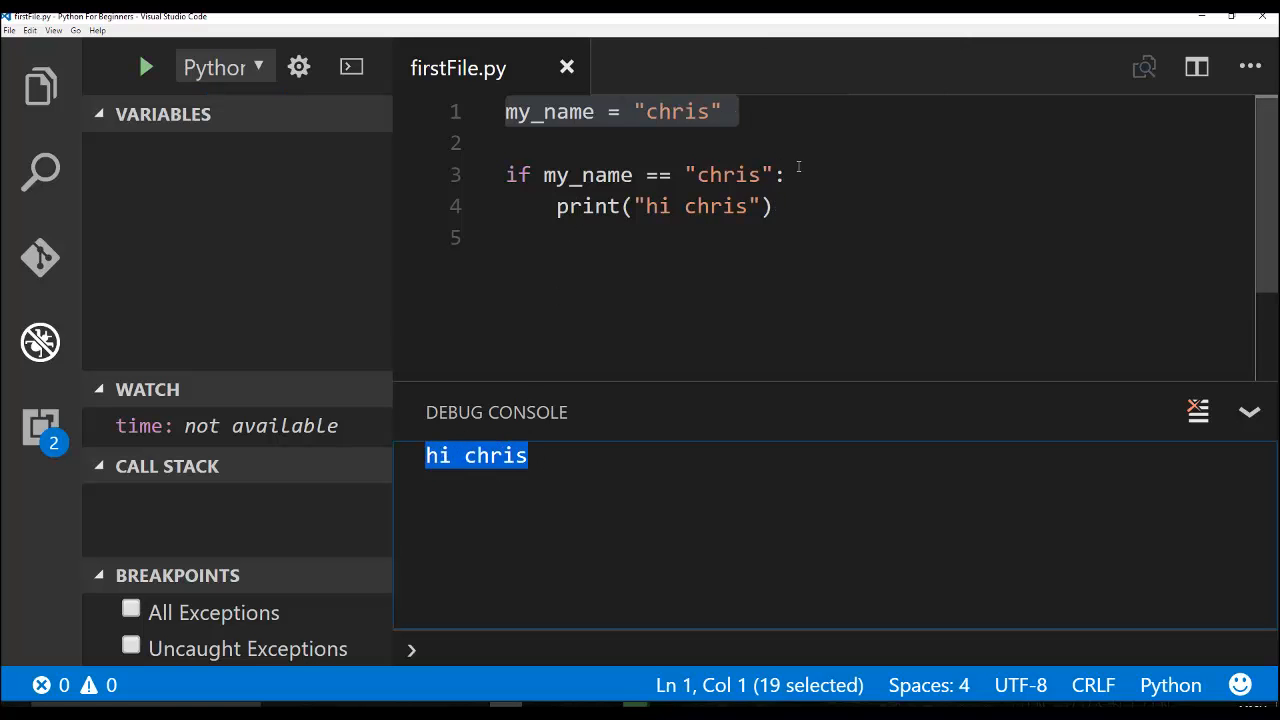 firstFile.py - Python For Beginners - Visual Studio Code
File Edit View Go Help
Python
firstFile.py
VARIABLES
1 my_name = "chris"
2
3 if my_name == "chris":
4 print("hi chris")
5
WATCH
time: not available
CALL STACK
BREAKPOINTS
All Exceptions
Uncaught Exceptions
2
DEBUG CONSOLE
hi chris
0 0 Ln 1, Col 1 (19 selected) Spaces: 4 UTF-8 CRLF Python